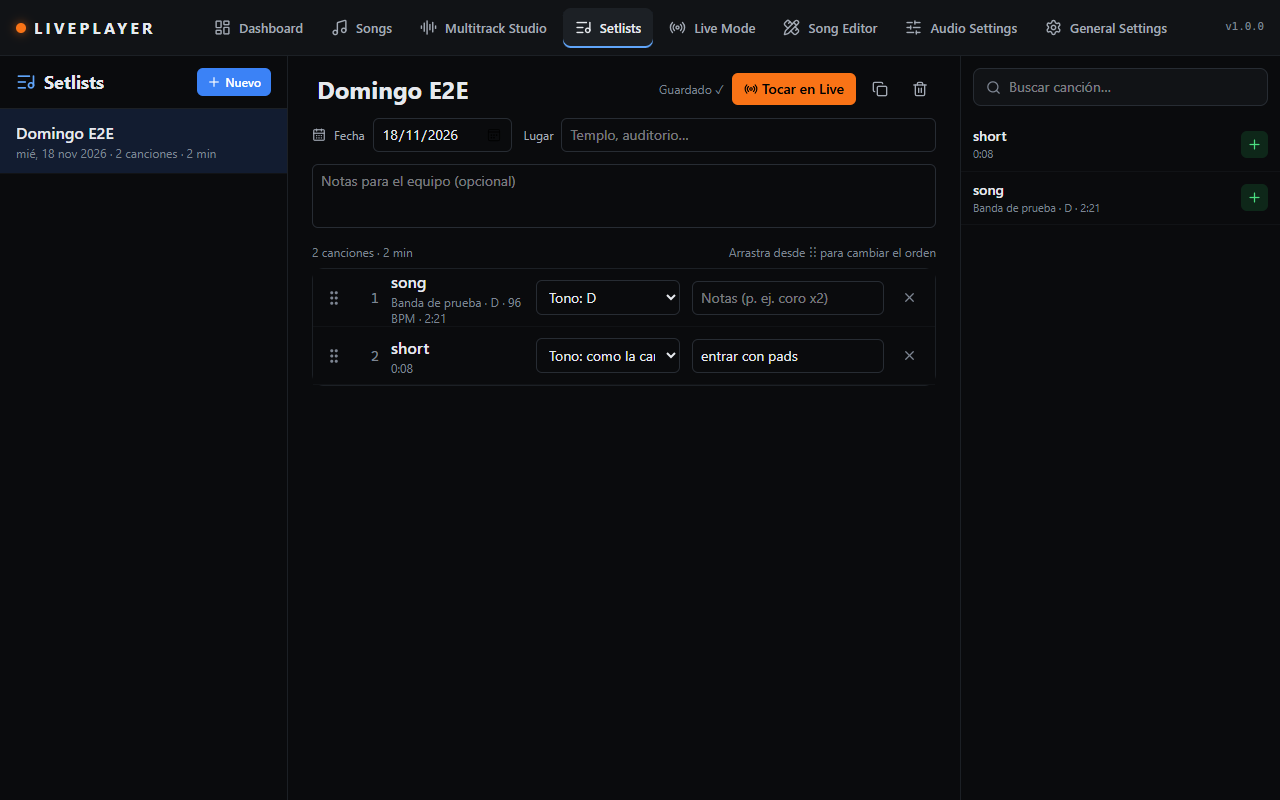 LIVEPLAYER
Dashboard
Songs
Multitrack Studio
Setlists
Live Mode
Song Editor
Audio Settings
General Settings
v1.0.0
Setlists
+ Nuevo
Domingo E2E
mié, 18 nov 2026 · 2 canciones · 2 min
Domingo E2E
Guardado ✓
Tocar en Live
Fecha
18/11/2026
Lugar
Templo, auditorio...
Notas para el equipo (opcional)
2 canciones · 2 min
Arrastra desde ⠿ para cambiar el orden
1
song
Banda de prueba · D · 96
BPM · 2:21
Tono: D
Notas (p. ej. coro x2)
2
short
0:08
Tono: como la car
entrar con pads
Buscar canción...
short
0:08
song
Banda de prueba · D · 2:21